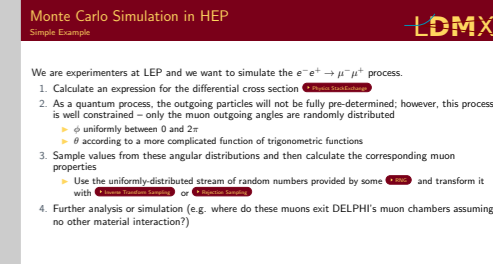 Monte Carlo Simulation in HEP
Simple Example
LDMX
We are experimenters at LEP and we want to simulate the e⁻e⁺ → μ⁻μ⁺ process.
1. Calculate an expression for the differential cross section Physics StackExchange
2. As a quantum process, the outgoing particles will not be fully pre-determined; however, this process
is well constrained – only the muon outgoing angles are randomly distributed
ϕ uniformly between 0 and 2π
θ according to a more complicated function of trigonometric functions
3. Sample values from these angular distributions and then calculate the corresponding muon
properties
Use the uniformly-distributed stream of random numbers provided by some RNG and transform it
with Inverse Transform Sampling or Rejection Sampling
4. Further analysis or simulation (e.g. where do these muons exit DELPHI's muon chambers assuming
no other material interaction?)